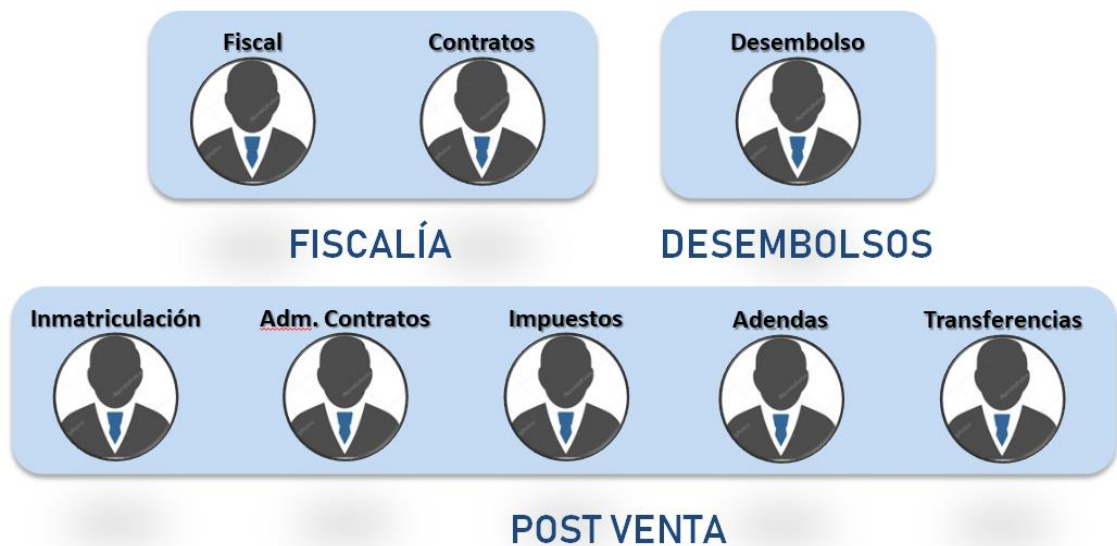 Fiscal Contratos Desembolso
FISCALÍA DESEMBOLSOS
Inmatriculación Adm. Contratos Impuestos Adendas Transferencias
POST VENTA